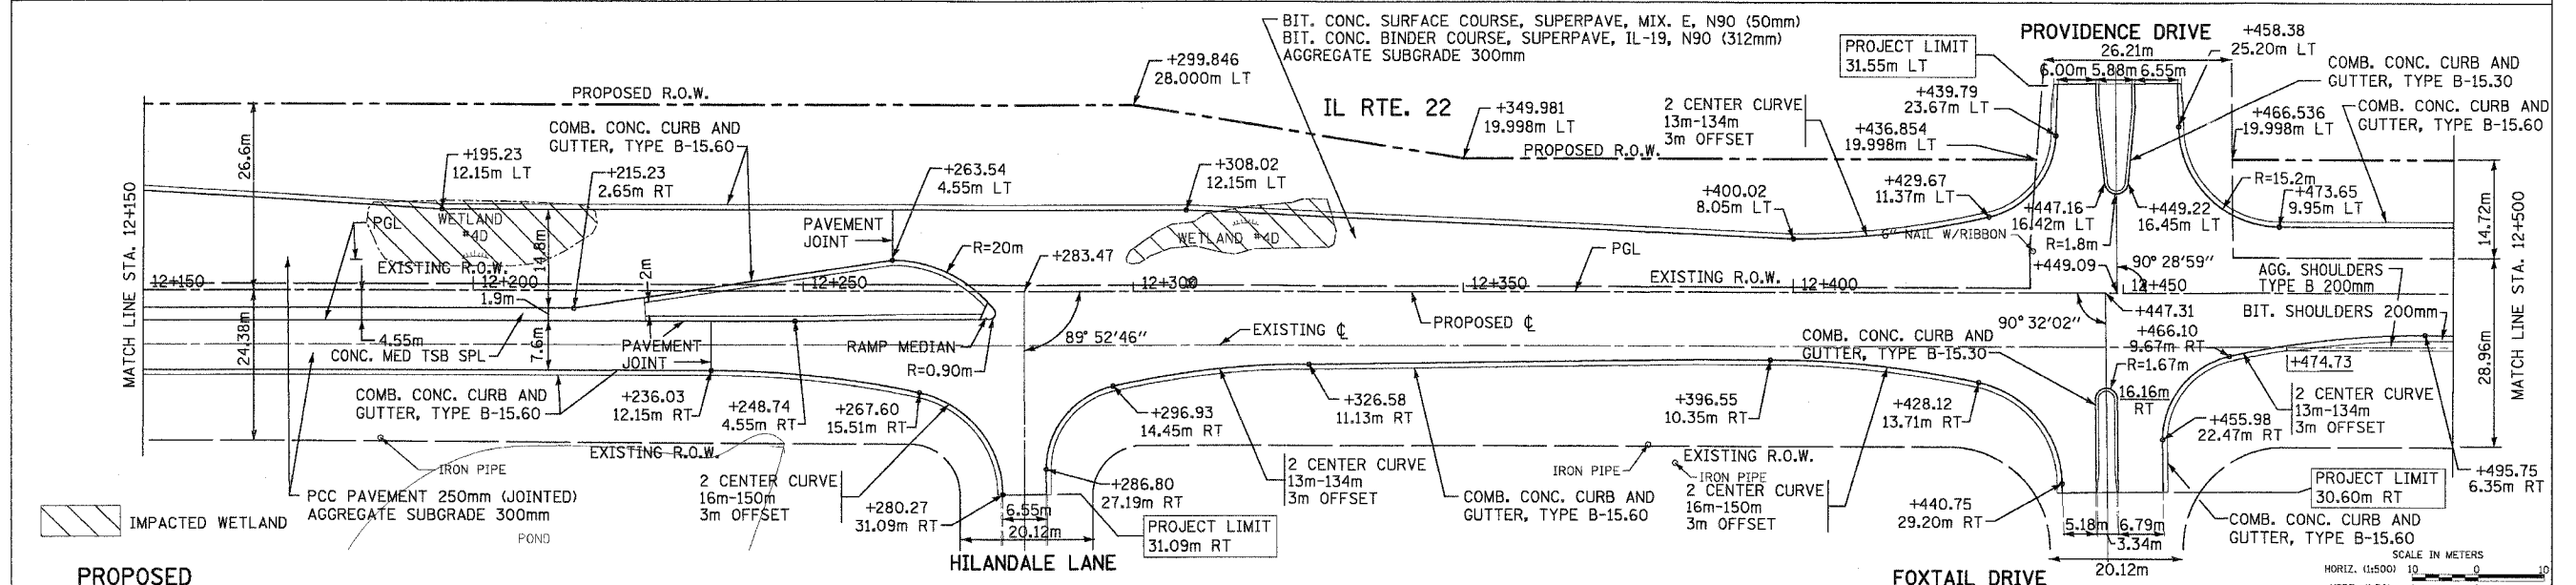 BIT. CONC. SURFACE COURSE, SUPERPAVE, MIX. E, N90 (50mm)
BIT. CONC. BINDER COURSE, SUPERPAVE, IL-19, N90 (312mm)
AGGREGATE SUBGRADE 300mm
PROVIDENCE DRIVE
26.21m
+458.38
25.20m LT
PROJECT LIMIT
31.55m LT
6.00m 5.88m 6.55m
COMB. CONC. CURB AND
GUTTER, TYPE B-15.30
+299.846
28.000m LT
PROPOSED R.O.W.
IL RTE. 22
+349.981
19.998m LT
2 CENTER CURVE
13m-134m
3m OFFSET
+439.79
23.67m LT
+436.854
19.998m LT
+466.536
19.998m LT
COMB. CONC. CURB AND
GUTTER, TYPE B-15.60
PROPOSED R.O.W.
26.6m
COMB. CONC. CURB AND
GUTTER, TYPE B-15.60
+195.23
12.15m LT
+215.23
2.65m RT
+263.54
4.55m LT
+308.02
12.15m LT
+400.02
8.05m LT
+429.67
11.37m LT
R=15.2m
+473.65
9.95m LT
+447.16
16.42m LT
+449.22
16.45m LT
R=1.8m
14.72m
MATCH LINE STA. 12+150
PGL
WETLAND
#4D
14.8m
PAVEMENT
JOINT
R=20m
WETLAND #4D
6" NAIL W/RIBBON
PGL
EXISTING R.O.W.
+283.47
EXISTING R.O.W.
+449.09
90° 28'59"
AGG. SHOULDERS
TYPE B 200mm
MATCH LINE STA. 12+500
12+150
12+200
12+250
12+300
12+350
12+400
12+450
1.9m
2m
24.38m
4.55m
CONC. MED TSB SPL
7.6m
PAVEMENT
JOINT
RAMP MEDIAN
R=0.90m
89° 52'46"
EXISTING ℄
PROPOSED ℄
90° 32'02"
+447.31
BIT. SHOULDERS 200mm
COMB. CONC. CURB AND
GUTTER, TYPE B-15.30
+466.10
9.67m RT
R=1.67m
+474.73
28.96m
COMB. CONC. CURB AND
GUTTER, TYPE B-15.60
+236.03
12.15m RT
+248.74
4.55m RT
+267.60
15.51m RT
+296.93
14.45m RT
+326.58
11.13m RT
+396.55
10.35m RT
+428.12
13.71m RT
16.16m
RT
2 CENTER CURVE
13m-134m
3m OFFSET
+455.98
22.47m RT
IRON PIPE
EXISTING R.O.W.
2 CENTER CURVE
16m-150m
3m OFFSET
+280.27
31.09m RT
+286.80
27.19m RT
2 CENTER CURVE
13m-134m
3m OFFSET
COMB. CONC. CURB AND
GUTTER, TYPE B-15.60
IRON PIPE
EXISTING R.O.W.
IRON PIPE
2 CENTER CURVE
16m-150m
3m OFFSET
+440.75
29.20m RT
PROJECT LIMIT
30.60m RT
+495.75
6.35m RT
PCC PAVEMENT 250mm (JOINTED)
AGGREGATE SUBGRADE 300mm
IMPACTED WETLAND
POND
6.55m
20.12m
PROJECT LIMIT
31.09m RT
5.18m 6.79m
3.34m
20.12m
COMB. CONC. CURB AND
GUTTER, TYPE B-15.60
PROPOSED
HILANDALE LANE
FOXTAIL DRIVE
SCALE IN METERS
HORIZ. (1:500) 10 0 10